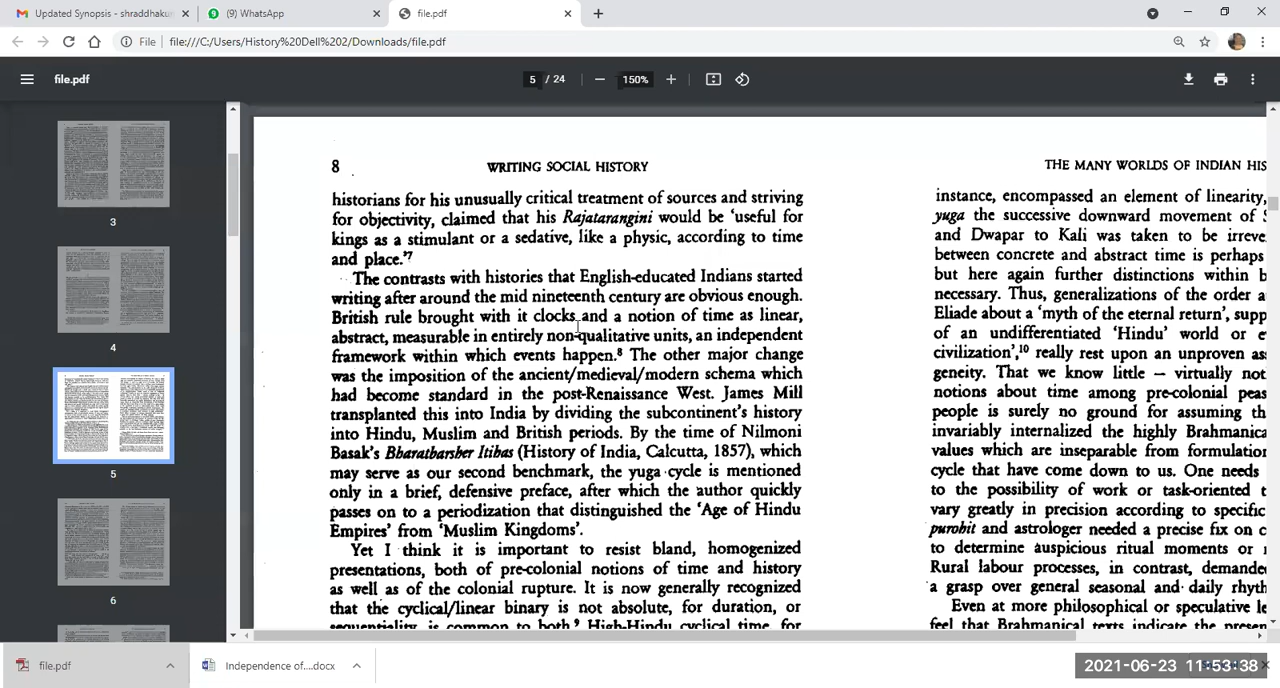 Updated Synopsis - shraddhaku
(9) WhatsApp
file.pdf
File
file:///C:/Users/History%20Dell%202/Downloads/file.pdf
file.pdf
5 / 24
150%
3
4
5
6
8
WRITING SOCIAL HISTORY
historians for his unusually critical treatment of sources and striving
for objectivity, claimed that his Rajatarangini would be 'useful for
kings as a stimulant or a sedative, like a physic, according to time
and place.'7
The contrasts with histories that English-educated Indians started
writing after around the mid nineteenth century are obvious enough.
British rule brought with it clocks and a notion of time as linear,
abstract, measurable in entirely non-qualitative units, an independent
framework within which events happen.8 The other major change
was the imposition of the ancient/medieval/modern schema which
had become standard in the post-Renaissance West. James Mill
transplanted this into India by dividing the subcontinent's history
into Hindu, Muslim and British periods. By the time of Nilmoni
Basak's Bharatbarsher Itibas (History of India, Calcutta, 1857), which
may serve as our second benchmark, the yuga cycle is mentioned
only in a brief, defensive preface, after which the author quickly
passes on to a periodization that distinguished the 'Age of Hindu
Empires' from 'Muslim Kingdoms'.
Yet I think it is important to resist bland, homogenized
presentations, both of pre-colonial notions of time and history
as well as of the colonial rupture. It is now generally recognized
that the cyclical/linear binary is not absolute, for duration, or
sequentiality, is common to both.9 High-Hindu cyclical time, for
THE MANY WORLDS OF INDIAN HIS
instance, encompassed an element of linearity,
yuga the successive downward movement of S
and Dwapar to Kali was taken to be irreve
between concrete and abstract time is perhaps
but here again further distinctions within b
necessary. Thus, generalizations of the order a
Eliade about a 'myth of the eternal return', supp
of an undifferentiated 'Hindu' world or e
civilization',10 really rest upon an unproven ass
geneity. That we know little – virtually not
notions about time among pre-colonial peas
people is surely no ground for assuming th
invariably internalized the highly Brahmanica
values which are inseparable from formulation
cycle that have come down to us. One needs
to the possibility of work or task-oriented t
vary greatly in precision according to specific
purohit and astrologer needed a precise fix on c
to determine auspicious ritual moments or
Rural labour processes, in contrast, demande
a grasp over general seasonal and daily rhyth
Even at more philosophical or speculative le
feel that Brahmanical texts indicate the presen
file.pdf
Independence of....docx
2021-06-23 11:53:38